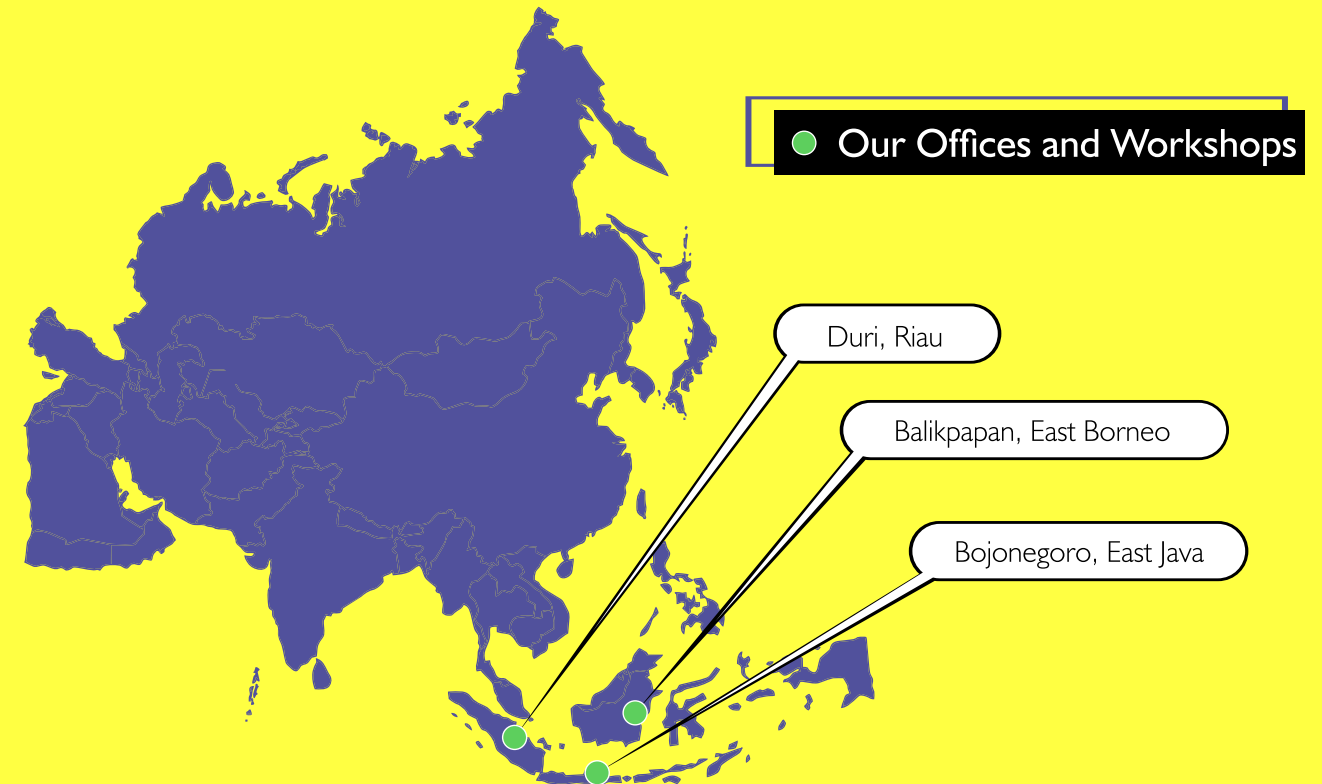 Our Offices and Workshops
Duri, Riau
Balikpapan, East Borneo
Bojonegoro, East Java